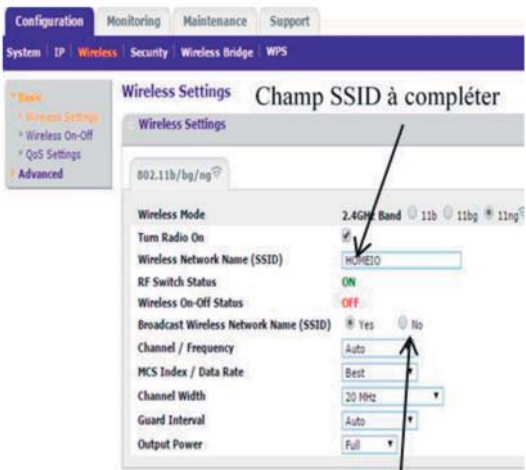 Configuration Monitoring Maintenance Support
System IP Wireless Security Wireless Bridge WPS
Basic
Wireless Settings
Wireless On-Off
QoS Settings
Advanced
Wireless Settings
Champ SSID à compléter
Wireless Settings
802.11b/bg/ng
Wireless Mode 2.4GHz Band 11b 11bg 11ng
Turn Radio On
Wireless Network Name (SSID) HOMEIO
RF Switch Status ON
Wireless On-Off Status OFF
Broadcast Wireless Network Name (SSID) Yes No
Channel / Frequency Auto
MCS Index / Data Rate Best
Channel Width 20 MHz
Guard Interval Auto
Output Power Full